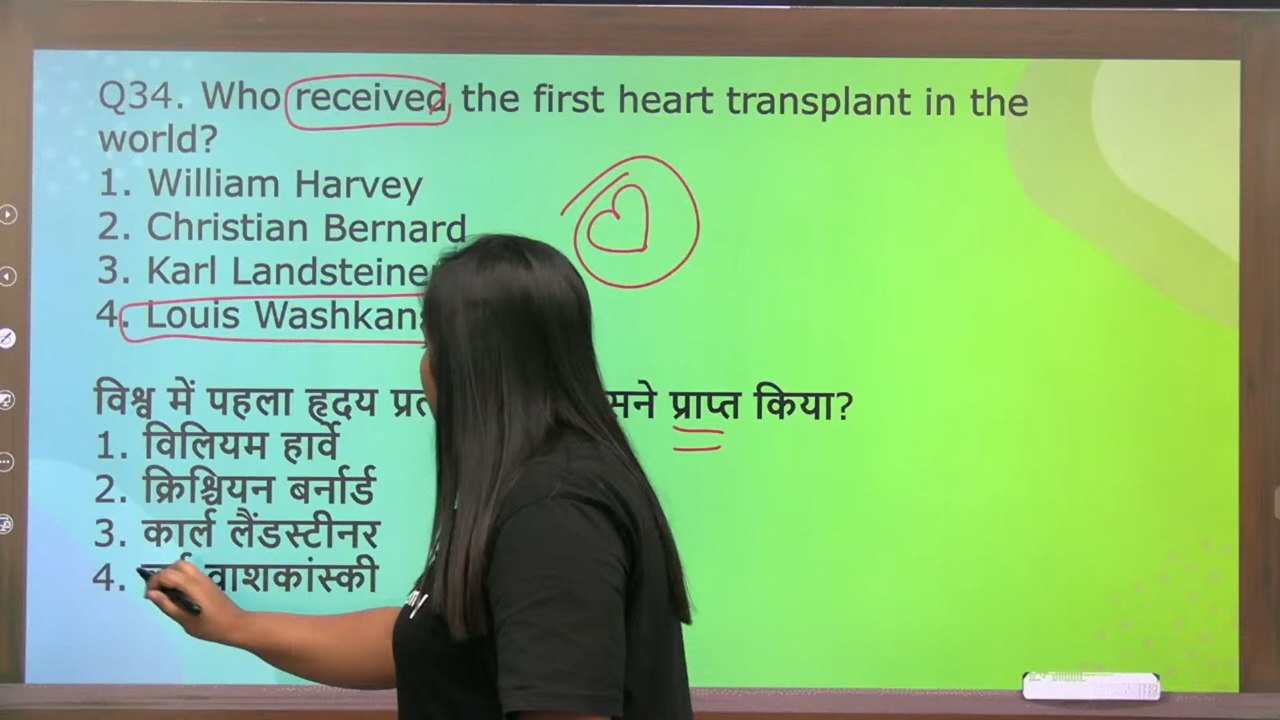 Q34. Who received the first heart transplant in the
world?
1. William Harvey
2. Christian Bernard
3. Karl Landsteine
4. Louis Washkan
विश्व में पहला हृदय किया?
1. विलियम हार्वे
2. क्रिश्चियन बर्नार्ड
3. कार्ल लैंडस्टीनर
4. वाशकांस्की